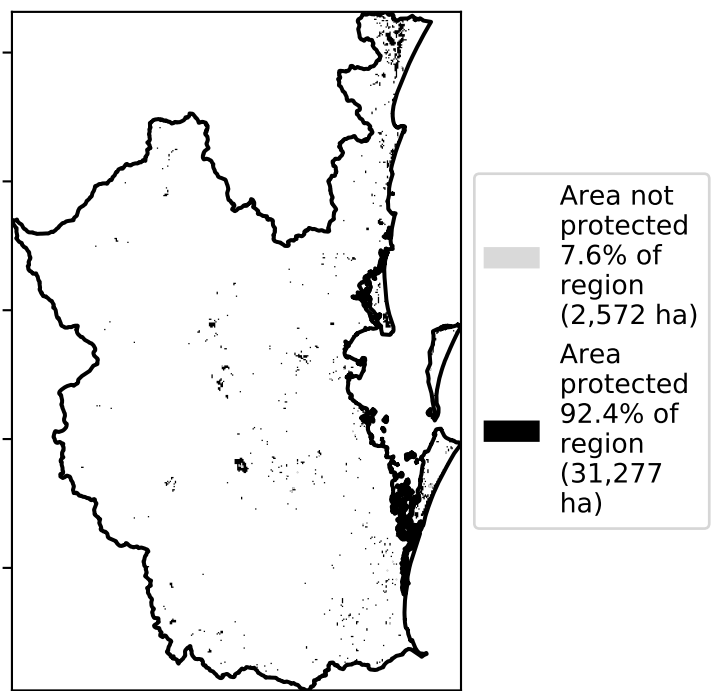 Area not
protected
7.6% of
region
(2,572 ha)
Area
protected
92.4% of
region
(31,277
ha)